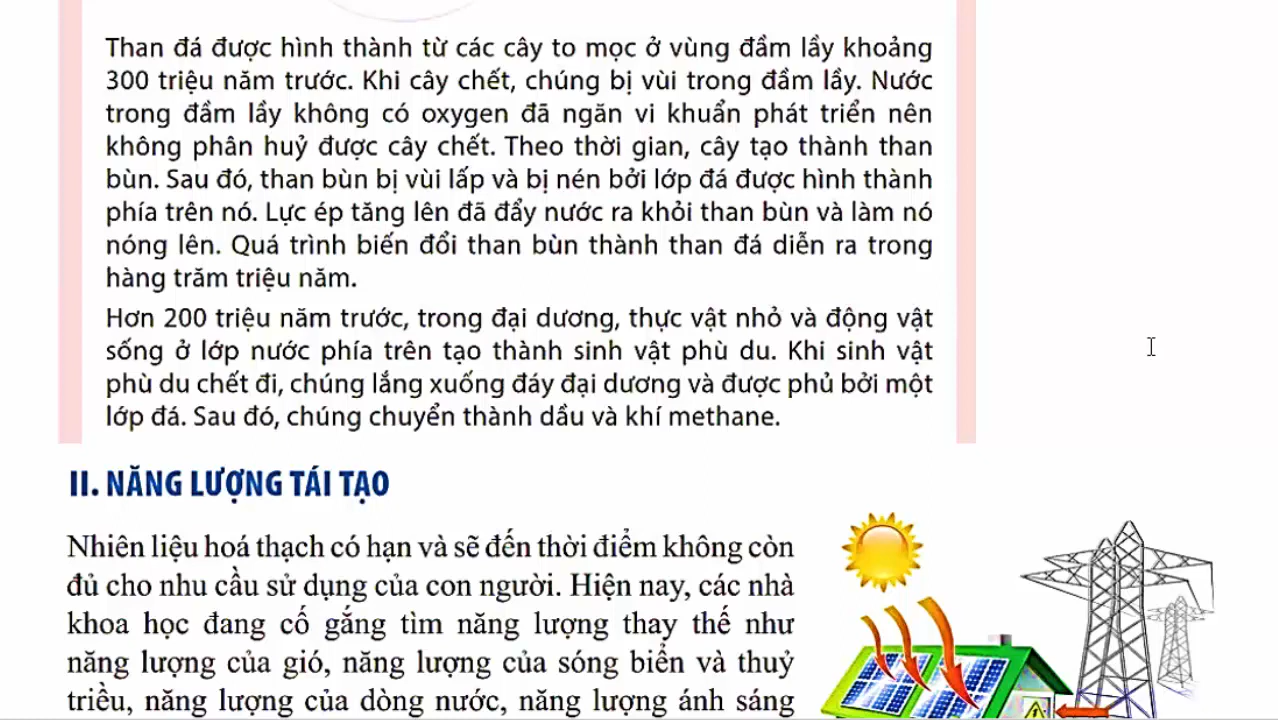 Than đá được hình thành từ các cây to mọc ở vùng đầm lầy khoảng
300 triệu năm trước. Khi cây chết, chúng bị vùi trong đầm lầy. Nước
trong đầm lầy không có oxygen đã ngăn vi khuẩn phát triển nên
không phân huỷ được cây chết. Theo thời gian, cây tạo thành than
bùn. Sau đó, than bùn bị vùi lấp và bị nén bởi lớp đá được hình thành
phía trên nó. Lực ép tăng lên đã đẩy nước ra khỏi than bùn và làm nó
nóng lên. Quá trình biến đổi than bùn thành than đá diễn ra trong
hàng trăm triệu năm.
Hơn 200 triệu năm trước, trong đại dương, thực vật nhỏ và động vật
sống ở lớp nước phía trên tạo thành sinh vật phù du. Khi sinh vật
phù du chết đi, chúng lắng xuống đáy đại dương và được phủ bởi một
lớp đá. Sau đó, chúng chuyển thành dầu và khí methane.
II. NĂNG LƯỢNG TÁI TẠO
Nhiên liệu hoá thạch có hạn và sẽ đến thời điểm không còn
đủ cho nhu cầu sử dụng của con người. Hiện nay, các nhà
khoa học đang cố gắng tìm năng lượng thay thế như
năng lượng của gió, năng lượng của sóng biển và thuỷ
triều, năng lượng của dòng nước, năng lượng ánh sáng